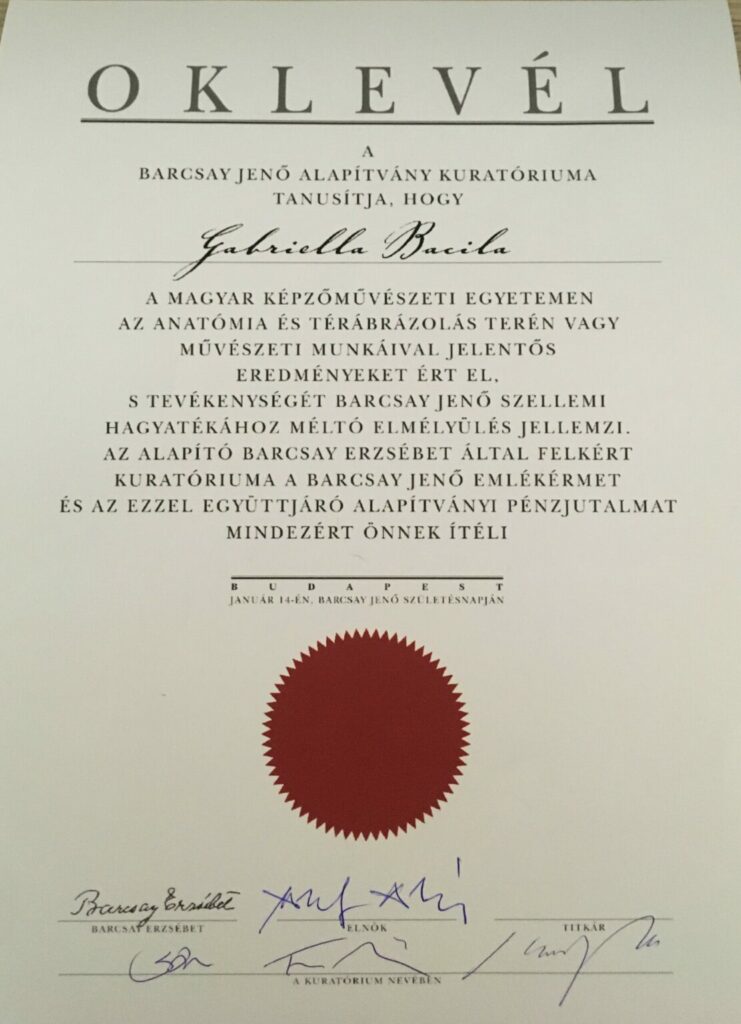 OKLEVÉL
A
BARCSAY JENŐ ALAPÍTVÁNY KURATÓRIUMA
TANUSÍTJA, HOGY
Gabriella Bacila
A MAGYAR KÉPZŐMŰVÉSZETI EGYETEMEN
AZ ANATÓMIA ÉS TÉRÁBRÁZOLÁS TERÉN VAGY
MŰVÉSZETI MUNKÁIVAL JELENTŐS
EREDMÉNYEKET ÉRT EL,
S TEVÉKENYSÉGÉT BARCSAY JENŐ SZELLEMI
HAGYATÉKÁHOZ MÉLTÓ ELMÉLYÜLÉS JELLEMZI.
AZ ALAPÍTÓ BARCSAY ERZSÉBET ÁLTAL FELKÉRT
KURATÓRIUMA A BARCSAY JENŐ EMLÉKÉRMET
ÉS AZ EZZEL EGYÜTTJÁRÓ ALAPÍTVÁNYI PÉNZJUTALMAT
MINDEZÉRT ÖNNEK ÍTÉLI
BUDAPEST
JANUÁR 14-ÉN, BARCSAY JENŐ SZÜLETÉSNAPJÁN
Barcsay Erzsébet
BARCSAY ERZSÉBET ELNÖK TITKÁR
A KURATÓRIUM NEVÉBEN